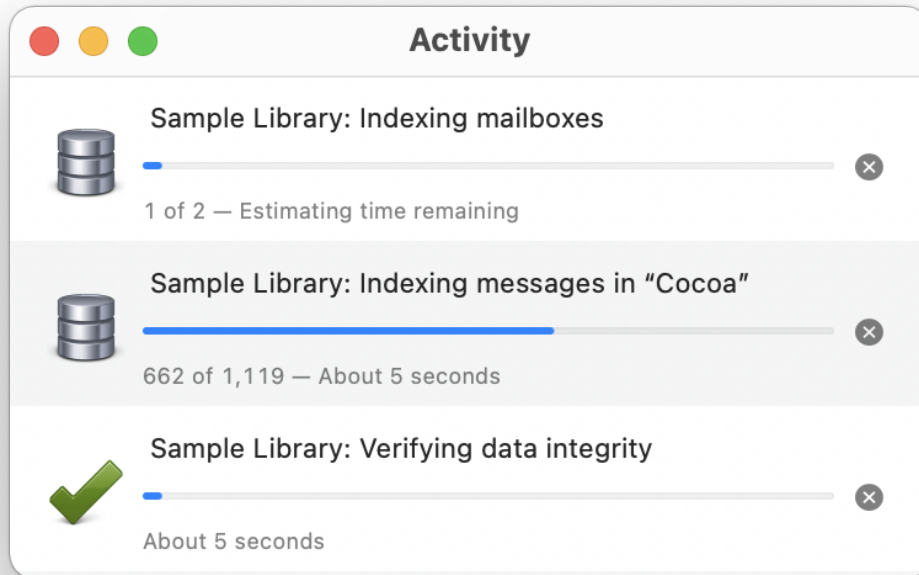 Activity
Sample Library: Indexing mailboxes
1 of 2 — Estimating time remaining
Sample Library: Indexing messages in “Cocoa”
662 of 1,119 — About 5 seconds
Sample Library: Verifying data integrity
About 5 seconds